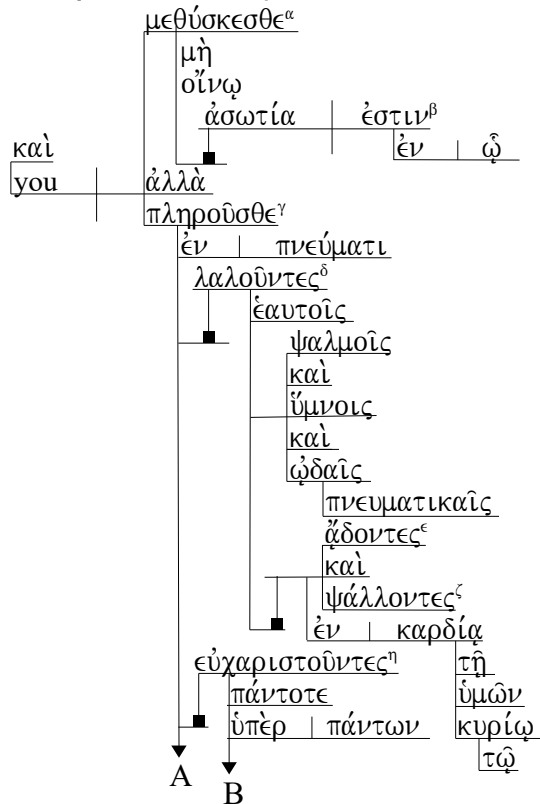 μεθύσκεσθε^α
μὴ
οἴνῳ
ἀσωτία ἐστιν^β
καὶ
ἐν ᾧ
you ἀλλὰ
πληροῦσθε^γ
ἐν πνεύματι
λαλοῦντες^δ
ἑαυτοῖς
ψαλμοῖς
καὶ
ὕμνοις
καὶ
ᾠδαῖς
πνευματικαῖς
ᾄδοντες^ε
καὶ
ψάλλοντες^ζ
ἐν καρδίᾳ
εὐχαριστοῦντες^η τῇ
πάντοτε ὑμῶν
ὑπὲρ πάντων κυρίῳ
τῷ
A B